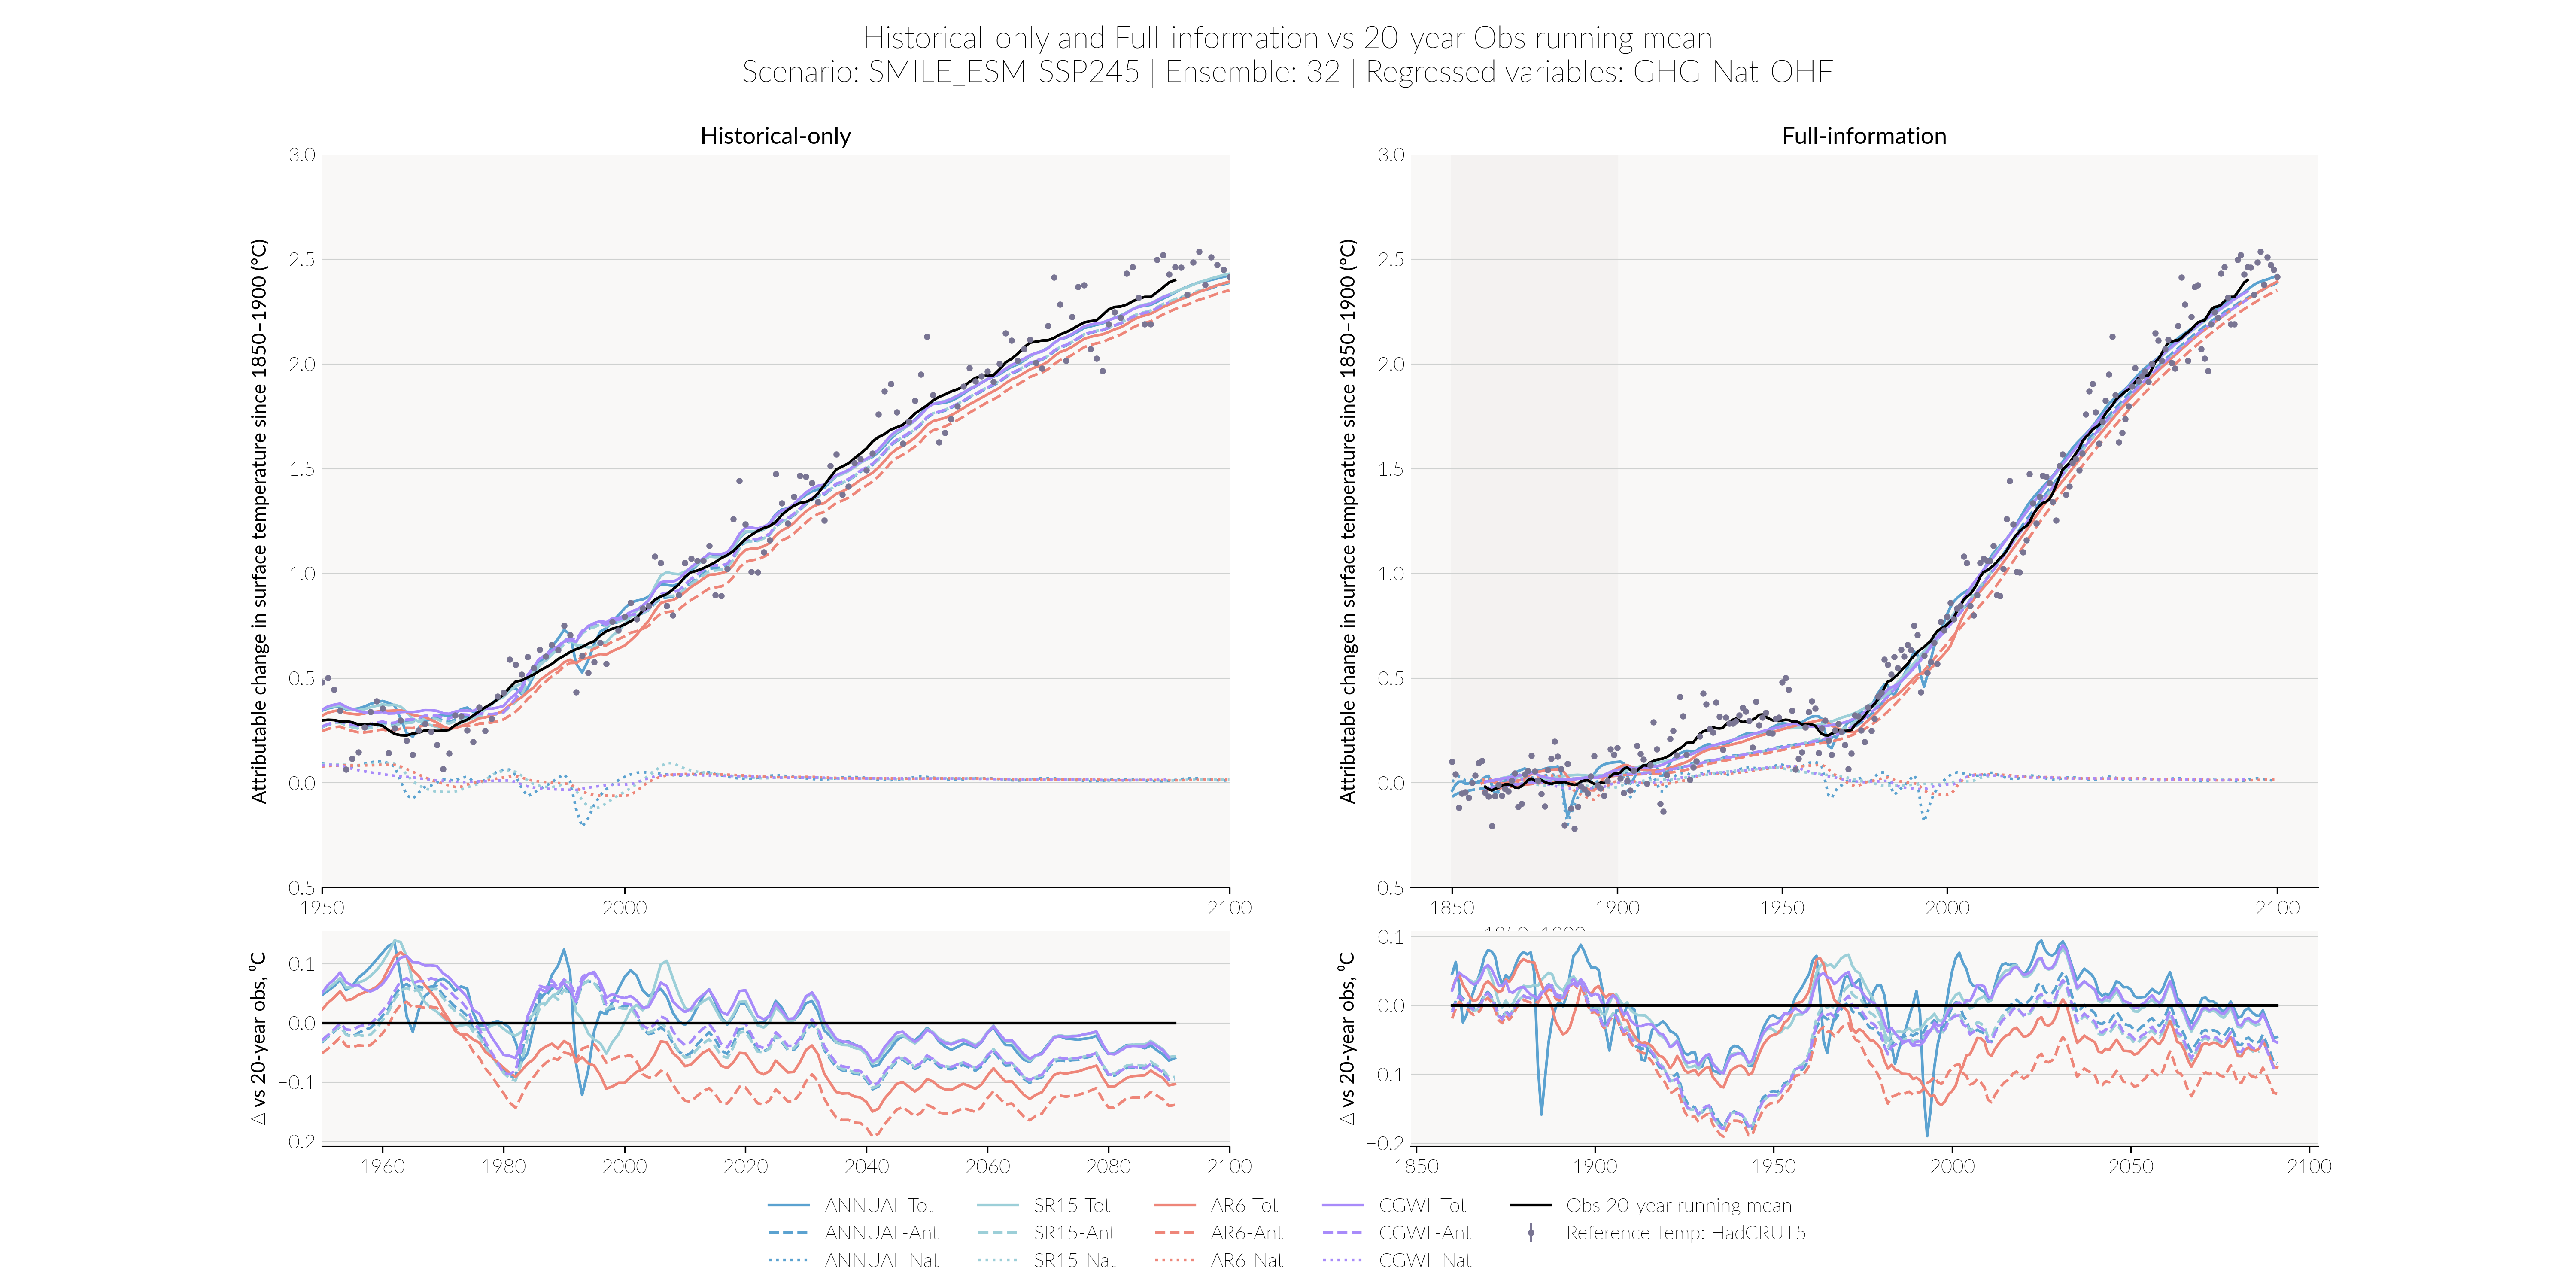 Historical-only and Full-information vs 20-year Obs running mean
Scenario: SMILE_ESM-SSP245 | Ensemble: 32 | Regressed variables: GHG-Nat-OHF
Historical-only
Attributable change in surface temperature since 1850–1900 (°C)
3.0
2.5
2.0
1.5
1.0
0.5
0.0
−0.5
1950 2000 2100
Full-information
Attributable change in surface temperature since 1850–1900 (°C)
3.0
2.5
2.0
1.5
1.0
0.5
0.0
−0.5
1850 1900 1950 2000 2100
△ vs 20-year obs, °C
0.1
0.0
−0.1
−0.2
1960 1980 2000 2020 2040 2060 2080 2100
△ vs 20-year obs, °C
0.1
0.0
−0.1
−0.2
1850 1900 1950 2000 2050 2100
ANNUAL-Tot SR15-Tot AR6-Tot CGWL-Tot Obs 20-year running mean
ANNUAL-Ant SR15-Ant AR6-Ant CGWL-Ant Reference Temp: HadCRUT5
ANNUAL-Nat SR15-Nat AR6-Nat CGWL-Nat